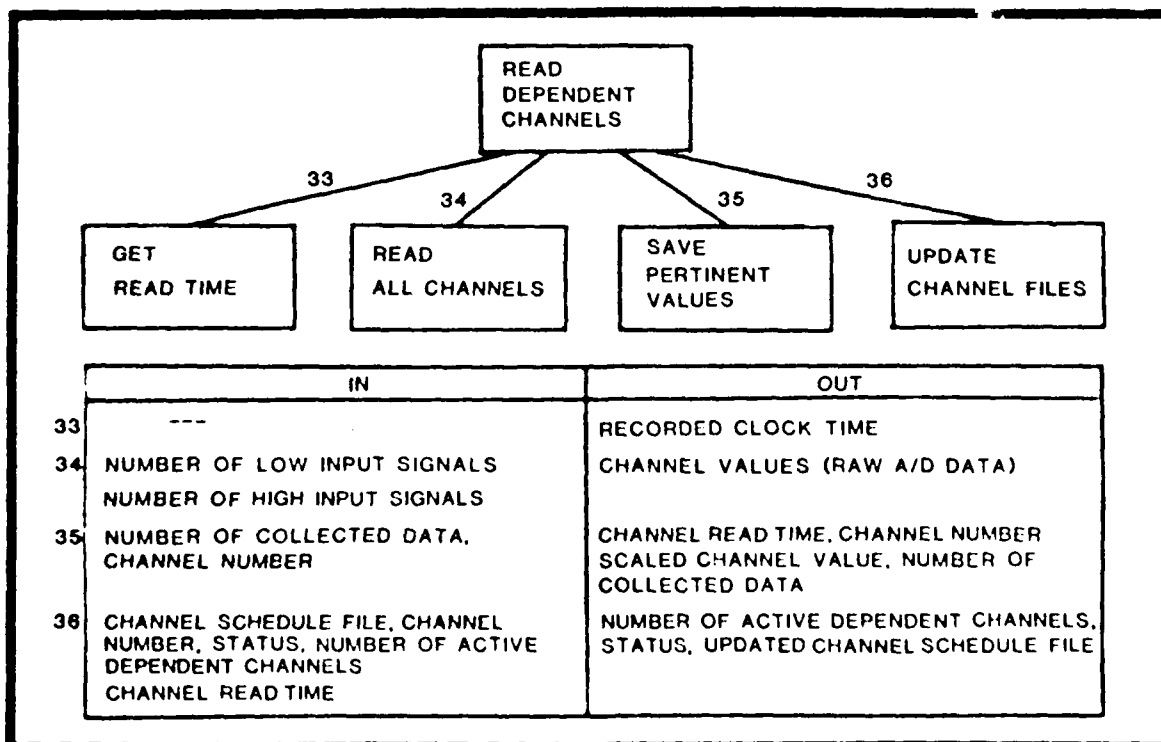 READ
DEPENDENT
CHANNELS
33
34
35
36
GET
READ TIME
READ
ALL CHANNELS
SAVE
PERTINENT
VALUES
UPDATE
CHANNEL FILES
IN
OUT
33 --- RECORDED CLOCK TIME
34 NUMBER OF LOW INPUT SIGNALS CHANNEL VALUES (RAW A/D DATA)
NUMBER OF HIGH INPUT SIGNALS
35 NUMBER OF COLLECTED DATA, CHANNEL READ TIME, CHANNEL NUMBER
CHANNEL NUMBER SCALED CHANNEL VALUE, NUMBER OF
COLLECTED DATA
36 CHANNEL SCHEDULE FILE, CHANNEL NUMBER OF ACTIVE DEPENDENT CHANNELS,
NUMBER, STATUS, NUMBER OF ACTIVE STATUS, UPDATED CHANNEL SCHEDULE FILE
DEPENDENT CHANNELS
CHANNEL READ TIME